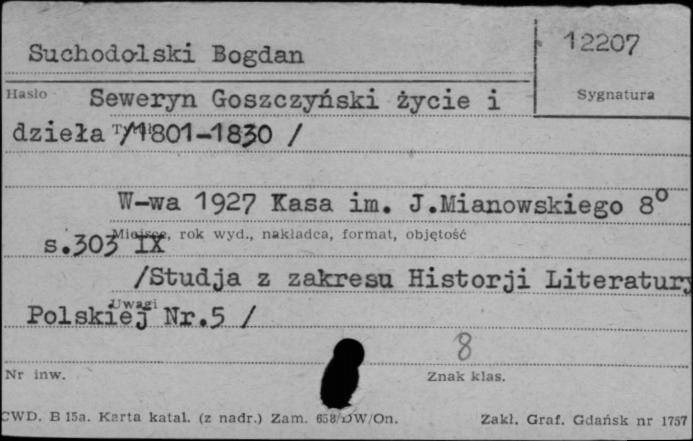 Suchodolski Bogdan
12207
Hasło
Sygnatura
Seweryn Goszczyński życie i
dzieła /1801-1830 /
Tytuł
W-wa 1927 Kasa im. J.Mianowskiego 8°
Miejsce, rok wyd., nakładca, format, objętość
s.303 IX
/Studja z zakresu Historji Literatury
Uwagi
Polskiej Nr.5 /
8
Nr inw.
Znak klas.
CWD. B 15a. Karta katal. (z nadr.) Zam. 658/DW/On.
Zakł. Graf. Gdańsk nr 1757